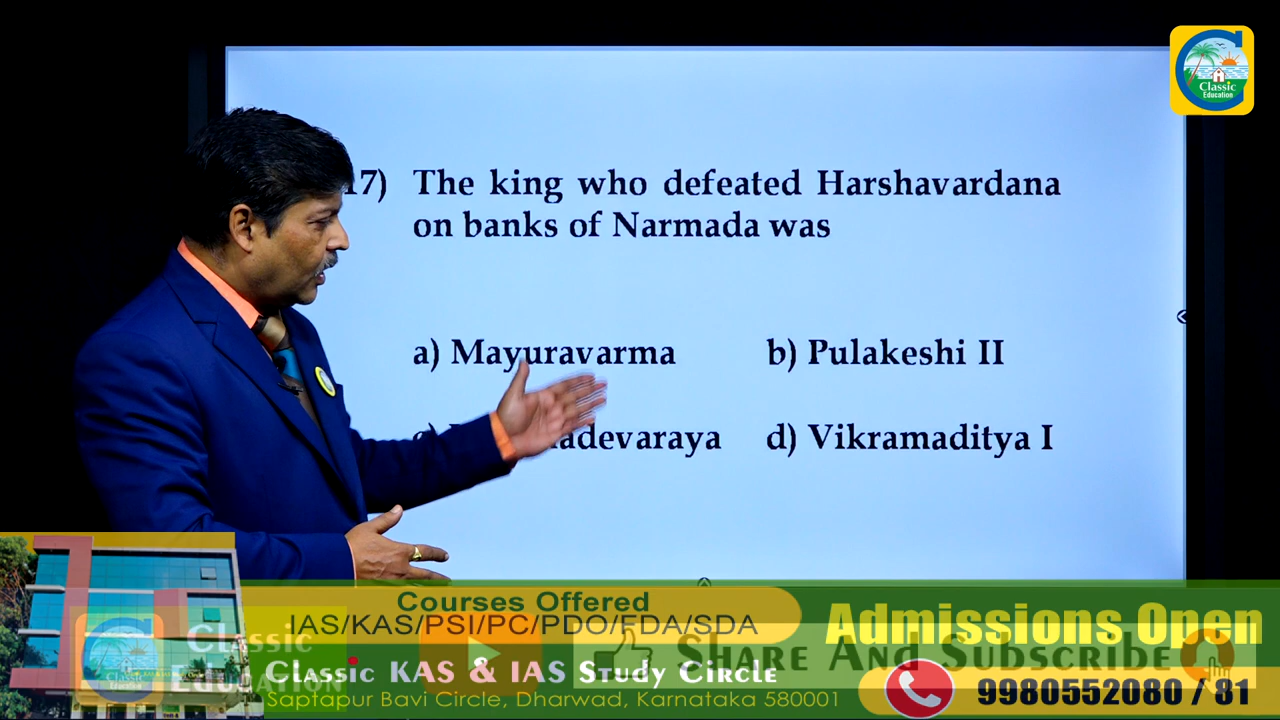 Classic
Education
17) The king who defeated Harshavardana
on banks of Narmada was
a) Mayuravarma b) Pulakeshi II
d) Vikramaditya I
Courses Offered
IAS/KAS/PSI/PC/PDO/FDA/SDA
Admissions Open
Classic
Education
Share And Subscribe
Classic KAS & IAS Study Circle
Saptapur Bavi Circle, Dharwad, Karnataka 580001
9980552080 / 81